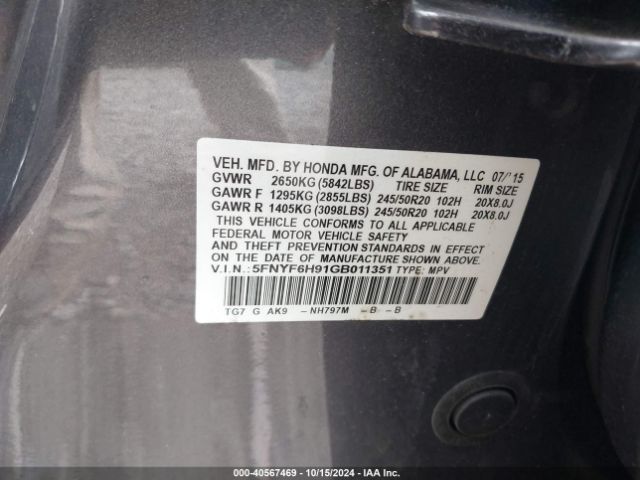 VEH. MFD. BY HONDA MFG. OF ALABAMA, LLC 07/'15
GVWR 2650KG (5842LBS) TIRE SIZE RIM SIZE
GAWR F 1295KG (2855LBS) 245/50R20 102H 20X8.0J
GAWR R 1405KG (3098LBS) 245/50R20 102H 20X8.0J
THIS VEHICLE CONFORMS TO ALL APPLICABLE
FEDERAL MOTOR VEHICLE SAFETY
AND THEFT PREVENTION STANDARDS IN EFFECT
ON THE DATE OF MANUFACTURE SHOWN ABOVE.
V.I.N.: 5FNYF6H91GB011351 TYPE: MPV
TG7 G AK9 -NH797M -B -B
000-40567469 - 10/15/2024 - IAA Inc.